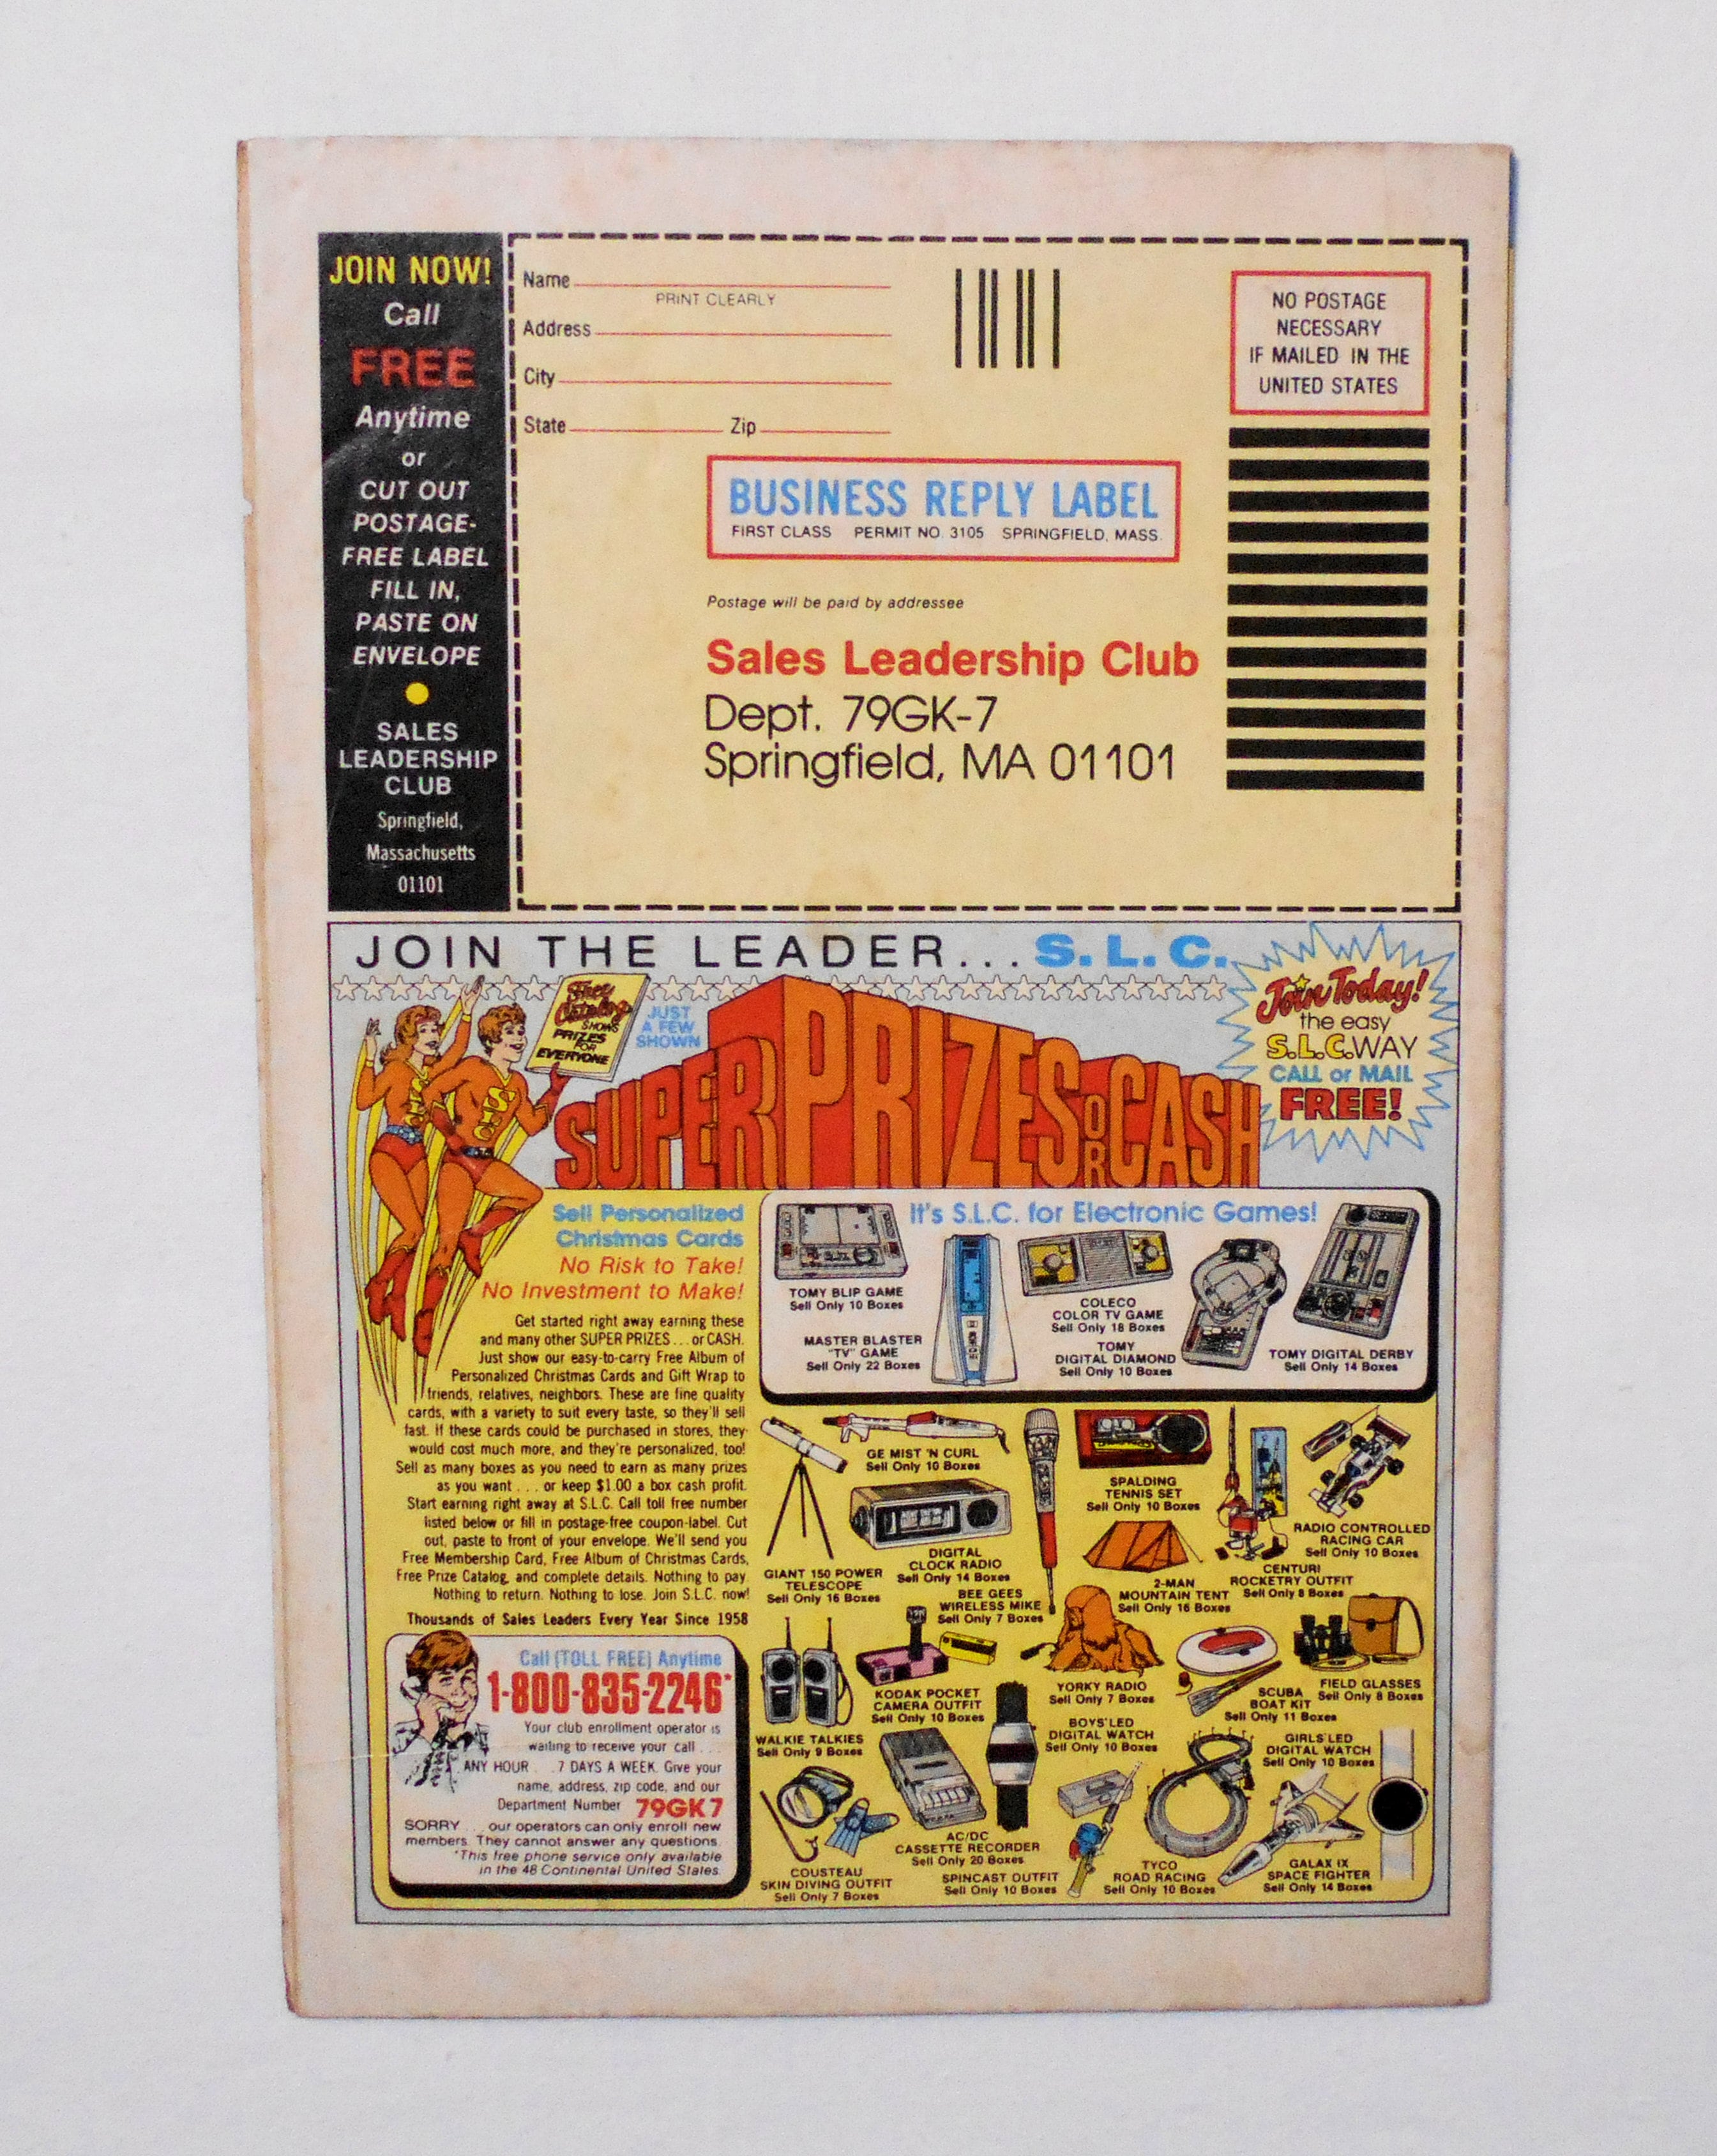 JOIN NOW!
Call
FREE
Anytime
or
CUT OUT
POSTAGE-
FREE LABEL
FILL IN,
PASTE ON
ENVELOPE
SALES
LEADERSHIP
CLUB
Springfield,
Massachusetts
01101
Name
PRINT CLEARLY
Address
City
State Zip
NO POSTAGE
NECESSARY
IF MAILED IN THE
UNITED STATES
BUSINESS REPLY LABEL
FIRST CLASS PERMIT NO. 3105 SPRINGFIELD, MASS.
Postage will be paid by addressee
Sales Leadership Club
Dept. 79GK-7
Springfield, MA 01101
JOIN THE LEADER... S.L.C.
Free
Catalog
SHOWS
PRIZES
FOR
EVERYONE
JUST
A FEW
SHOWN
SUPER PRIZES OR CASH
Join Today!
the easy
S.L.C. WAY
CALL or MAIL
FREE!
SLC
SLC
Sell Personalized
Christmas Cards
No Risk to Take!
No Investment to Make!
Get started right away earning these
and many other SUPER PRIZES . . . or CASH.
Just show our easy-to-carry Free Album of
Personalized Christmas Cards and Gift Wrap to
friends, relatives, neighbors. These are fine quality
cards, with a variety to suit every taste, so they'll sell
fast. If these cards could be purchased in stores, they
would cost much more, and they're personalized, too!
Sell as many boxes as you need to earn as many prizes
as you want . . . or keep $1.00 a box cash profit.
Start earning right away at S.L.C. Call toll free number
listed below or fill in postage-free coupon-label. Cut
out, paste to front of your envelope. We'll send you
Free Membership Card, Free Album of Christmas Cards,
Free Prize Catalog, and complete details. Nothing to pay.
Nothing to return. Nothing to lose. Join S.L.C. now!
Thousands of Sales Leaders Every Year Since 1958
Call (TOLL FREE) Anytime
1-800-835-2246*
Your club enrollment operator is
waiting to receive your call . . .
ANY HOUR . . . 7 DAYS A WEEK. Give your
name, address, zip code, and our
Department Number 79GK7
SORRY . . . our operators can only enroll new
members. They cannot answer any questions.
*This free phone service only available
in the 48 Continental United States.
It's S.L.C. for Electronic Games!
TOMY BLIP GAME
Sell Only 10 Boxes
MASTER BLASTER
"TV" GAME
Sell Only 22 Boxes
COLECO
COLOR TV GAME
Sell Only 18 Boxes
TOMY
DIGITAL DIAMOND
Sell Only 10 Boxes
TOMY DIGITAL DERBY
Sell Only 14 Boxes
GE MIST 'N CURL
Sell Only 10 Boxes
SPALDING
TENNIS SET
Sell Only 10 Boxes
RADIO CONTROLLED
RACING CAR
Sell Only 10 Boxes
GIANT 150 POWER
TELESCOPE
Sell Only 16 Boxes
DIGITAL
CLOCK RADIO
Sell Only 14 Boxes
BEE GEES
WIRELESS MIKE
Sell Only 7 Boxes
2-MAN
MOUNTAIN TENT
Sell Only 16 Boxes
CENTURI
ROCKETRY OUTFIT
Sell Only 8 Boxes
WALKIE TALKIES
Sell Only 9 Boxes
KODAK POCKET
CAMERA OUTFIT
Sell Only 10 Boxes
YORKY RADIO
Sell Only 7 Boxes
SCUBA
BOAT KIT
Sell Only 11 Boxes
FIELD GLASSES
Sell Only 8 Boxes
BOYS' LED
DIGITAL WATCH
Sell Only 10 Boxes
GIRLS' LED
DIGITAL WATCH
Sell Only 10 Boxes
COUSTEAU
SKIN DIVING OUTFIT
Sell Only 7 Boxes
AC/DC
CASSETTE RECORDER
Sell Only 20 Boxes
SPINCAST OUTFIT
Sell Only 10 Boxes
TYCO
ROAD RACING
Sell Only 10 Boxes
GALAX IX
SPACE FIGHTER
Sell Only 14 Boxes